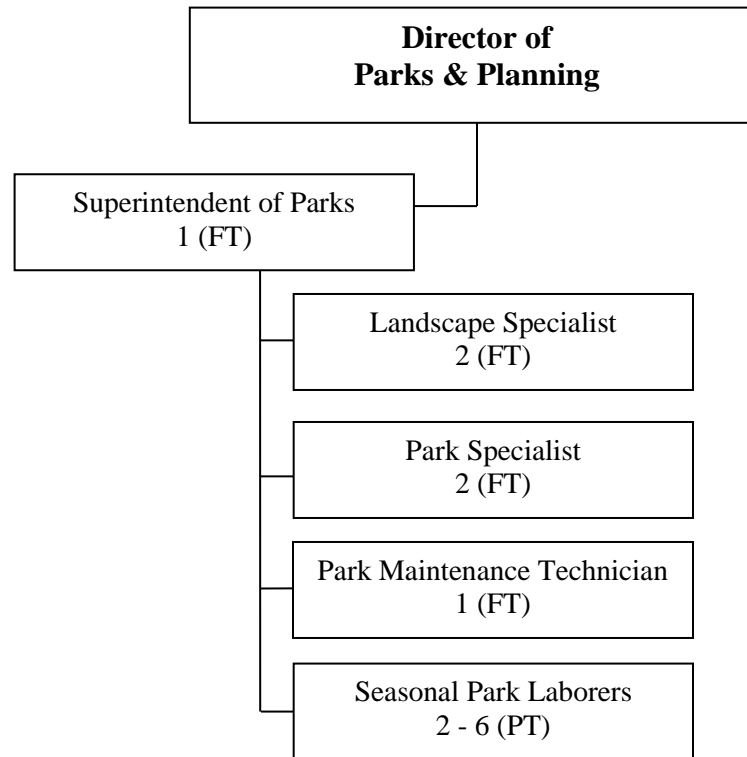 Director of
Parks & Planning
Superintendent of Parks
1 (FT)
Landscape Specialist
2 (FT)
Park Specialist
2 (FT)
Park Maintenance Technician
1 (FT)
Seasonal Park Laborers
2 - 6 (PT)